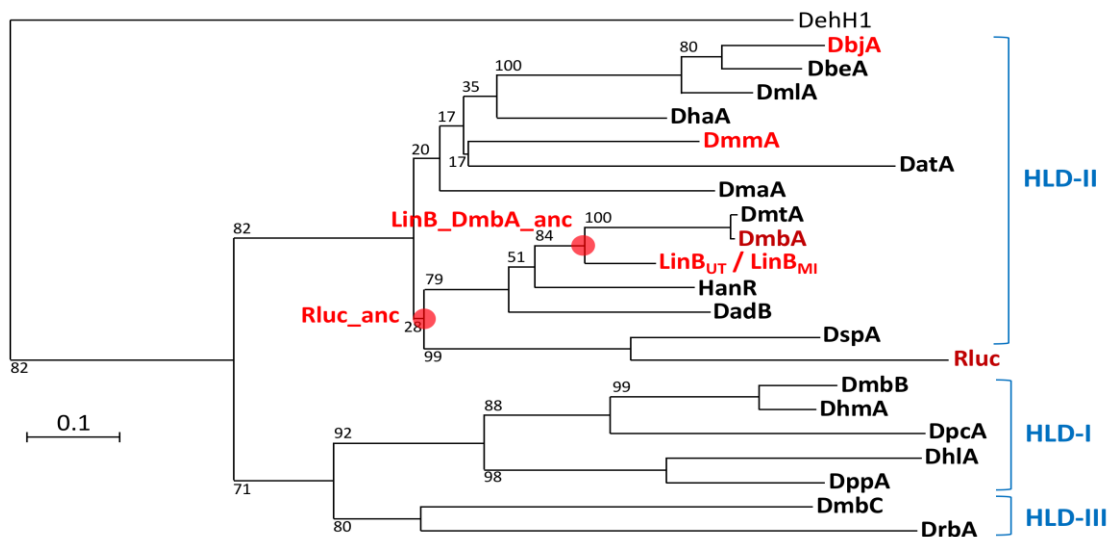 DehH1
80
DbjA
DbeA
100
DmlA
35
DhaA
17
DmmA
17
DatA
20
HLD-II
DmaA
LinB_DmbA_anc
100
DmtA
82
84
DmbA
51
LinBUT / LinBMI
79
HanR
Rluc_anc
28
DadB
DspA
99
Rluc
82
99
DmbB
DhmA
0.1
88
DpcA
HLD-I
92
DhlA
98
DppA
71
DmbC
HLD-III
80
DrbA